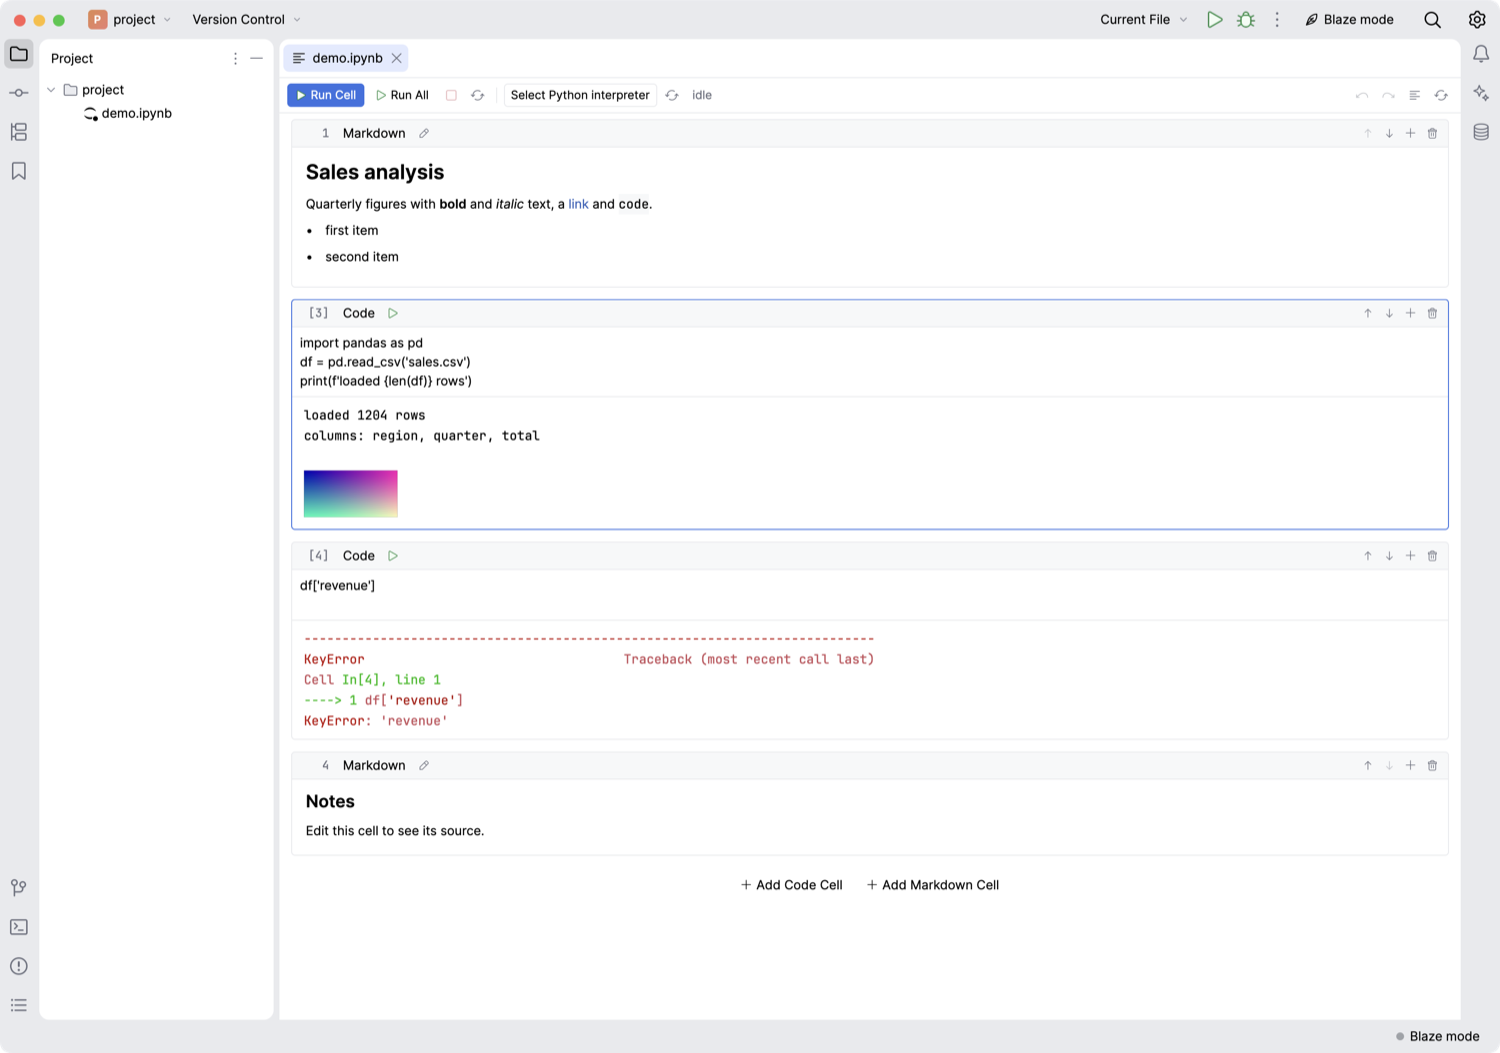 P project Version Control Current File Blaze mode
Project
demo.ipynb
project
demo.ipynb
Run Cell Run All Select Python interpreter idle
1 Markdown
Sales analysis
Quarterly figures with bold and italic text, a link and code.
• first item
• second item
[3] Code
import pandas as pd
df = pd.read_csv('sales.csv')
print(f'loaded {len(df)} rows')
loaded 1204 rows
columns: region, quarter, total
[4] Code
df['revenue']
---------------------------------------------------------------------------
KeyError Traceback (most recent call last)
Cell In[4], line 1
----> 1 df['revenue']
KeyError: 'revenue'
4 Markdown
Notes
Edit this cell to see its source.
+ Add Code Cell + Add Markdown Cell
Blaze mode